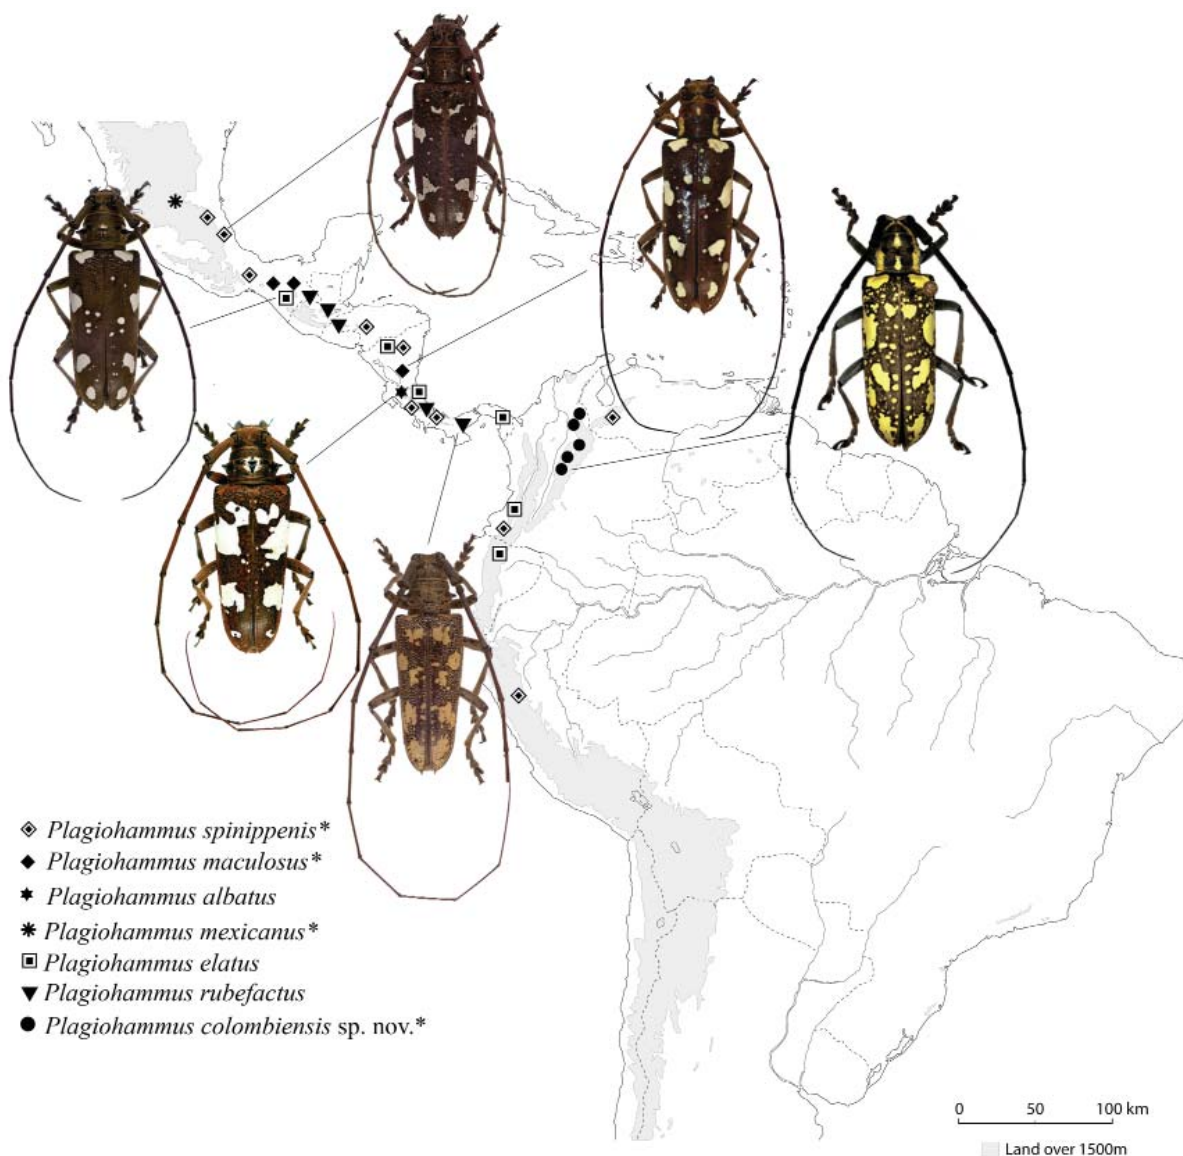 Plagiohammus spinippenis*
Plagiohammus maculosus*
Plagiohammus albatus
Plagiohammus mexicanus*
Plagiohammus elatus
Plagiohammus rubefactus
Plagiohammus colombiensis sp. nov.*
0 50 100 km
Land over 1500m